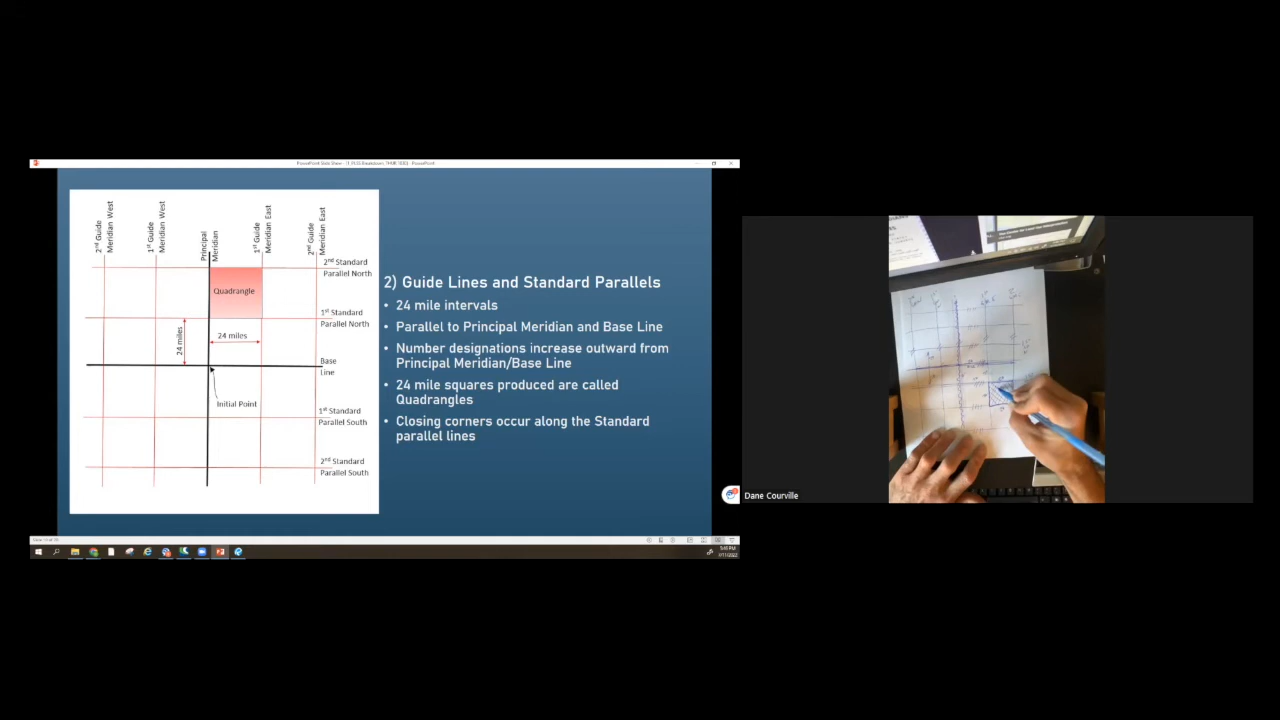 PowerPoint Slide Show
2nd Guide
Meridian West
1st Guide
Meridian West
Principal
Meridian
1st Guide
Meridian East
2nd Guide
Meridian East
2nd Standard
Parallel North
Quadrangle
1st Standard
Parallel North
24 miles
24 miles
Base
Line
Initial Point
1st Standard
Parallel South
2nd Standard
Parallel South
2) Guide Lines and Standard Parallels
• 24 mile intervals
• Parallel to Principal Meridian and Base Line
• Number designations increase outward from
Principal Meridian/Base Line
• 24 mile squares produced are called
Quadrangles
• Closing corners occur along the Standard
parallel lines
Dane Courville